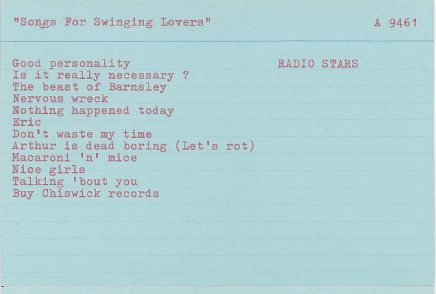 "Songs For Swinging Lovers" A 9461
Good personality RADIO STARS
Is it really necessary ?
The beast of Barnsley
Nervous wreck
Nothing happened today
Eric
Don't waste my time
Arthur is dead boring (Let's rot)
Macaroni 'n' mice
Nice girls
Talking 'bout you
Buy Chiswick records